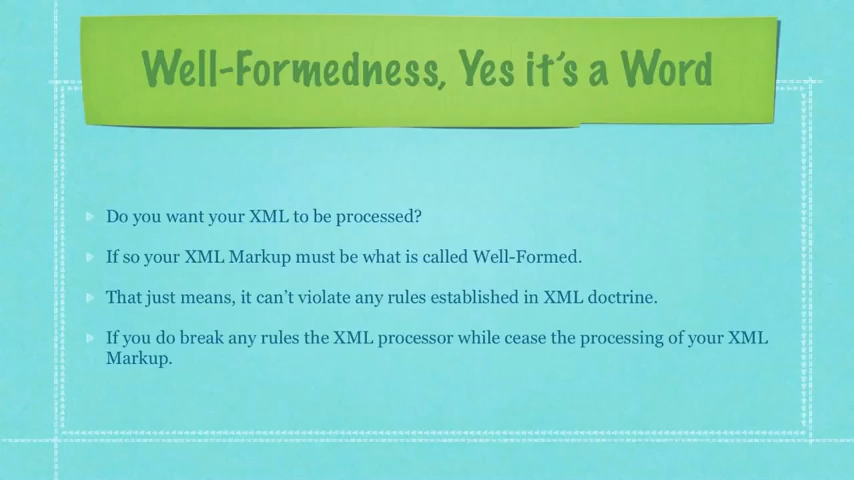 Well-Formedness, Yes it's a Word
Do you want your XML to be processed?
If so your XML Markup must be what is called Well-Formed.
That just means, it can't violate any rules established in XML doctrine.
If you do break any rules the XML processor while cease the processing of your XML
Markup.